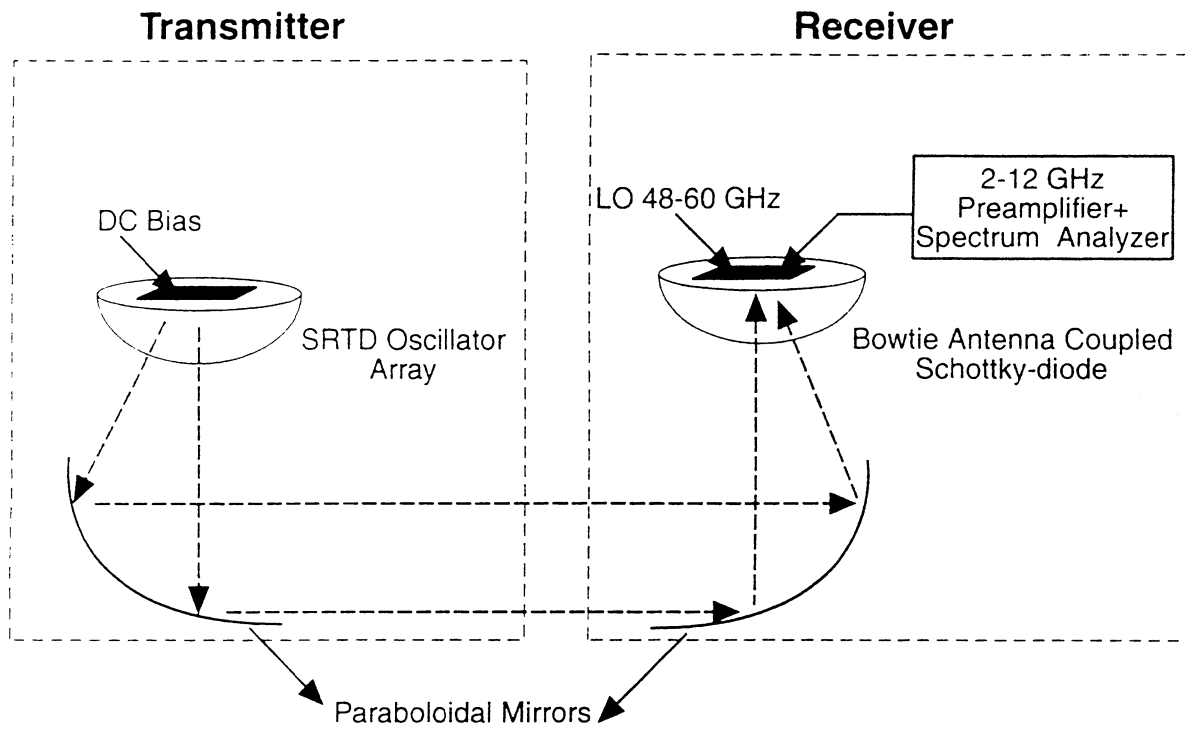 Transmitter
Receiver
DC Bias
SRTD Oscillator
Array
LO 48-60 GHz
2-12 GHz
Preamplifier+
Spectrum Analyzer
Bowtie Antenna Coupled
Schottky-diode
Paraboloidal Mirrors